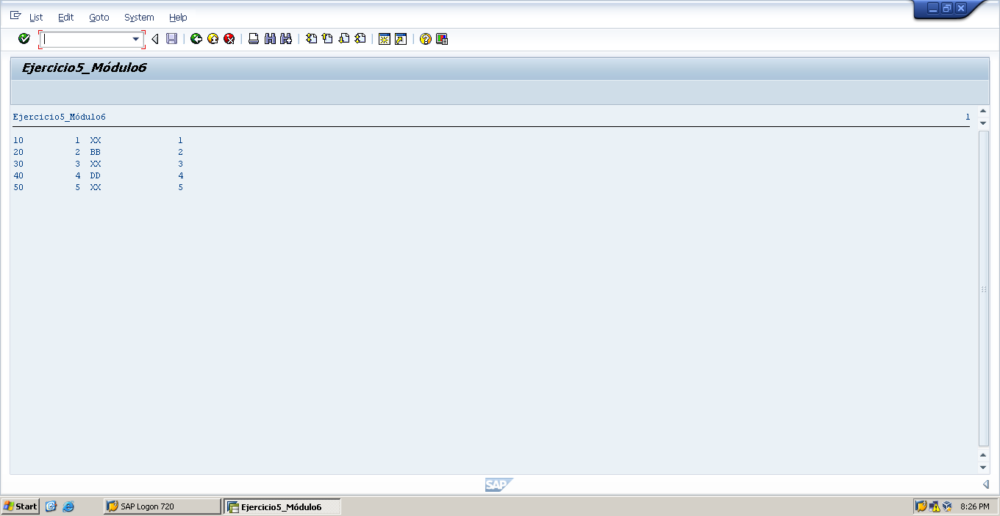 List Edit Goto System Help
Ejercicio5_Módulo6
Ejercicio5_Módulo6 1
10 1 XX 1
20 2 BB 2
30 3 XX 3
40 4 DD 4
50 5 XX 5
SAP
Start SAP Logon 720 Ejercicio5_Módulo6 8:26 PM